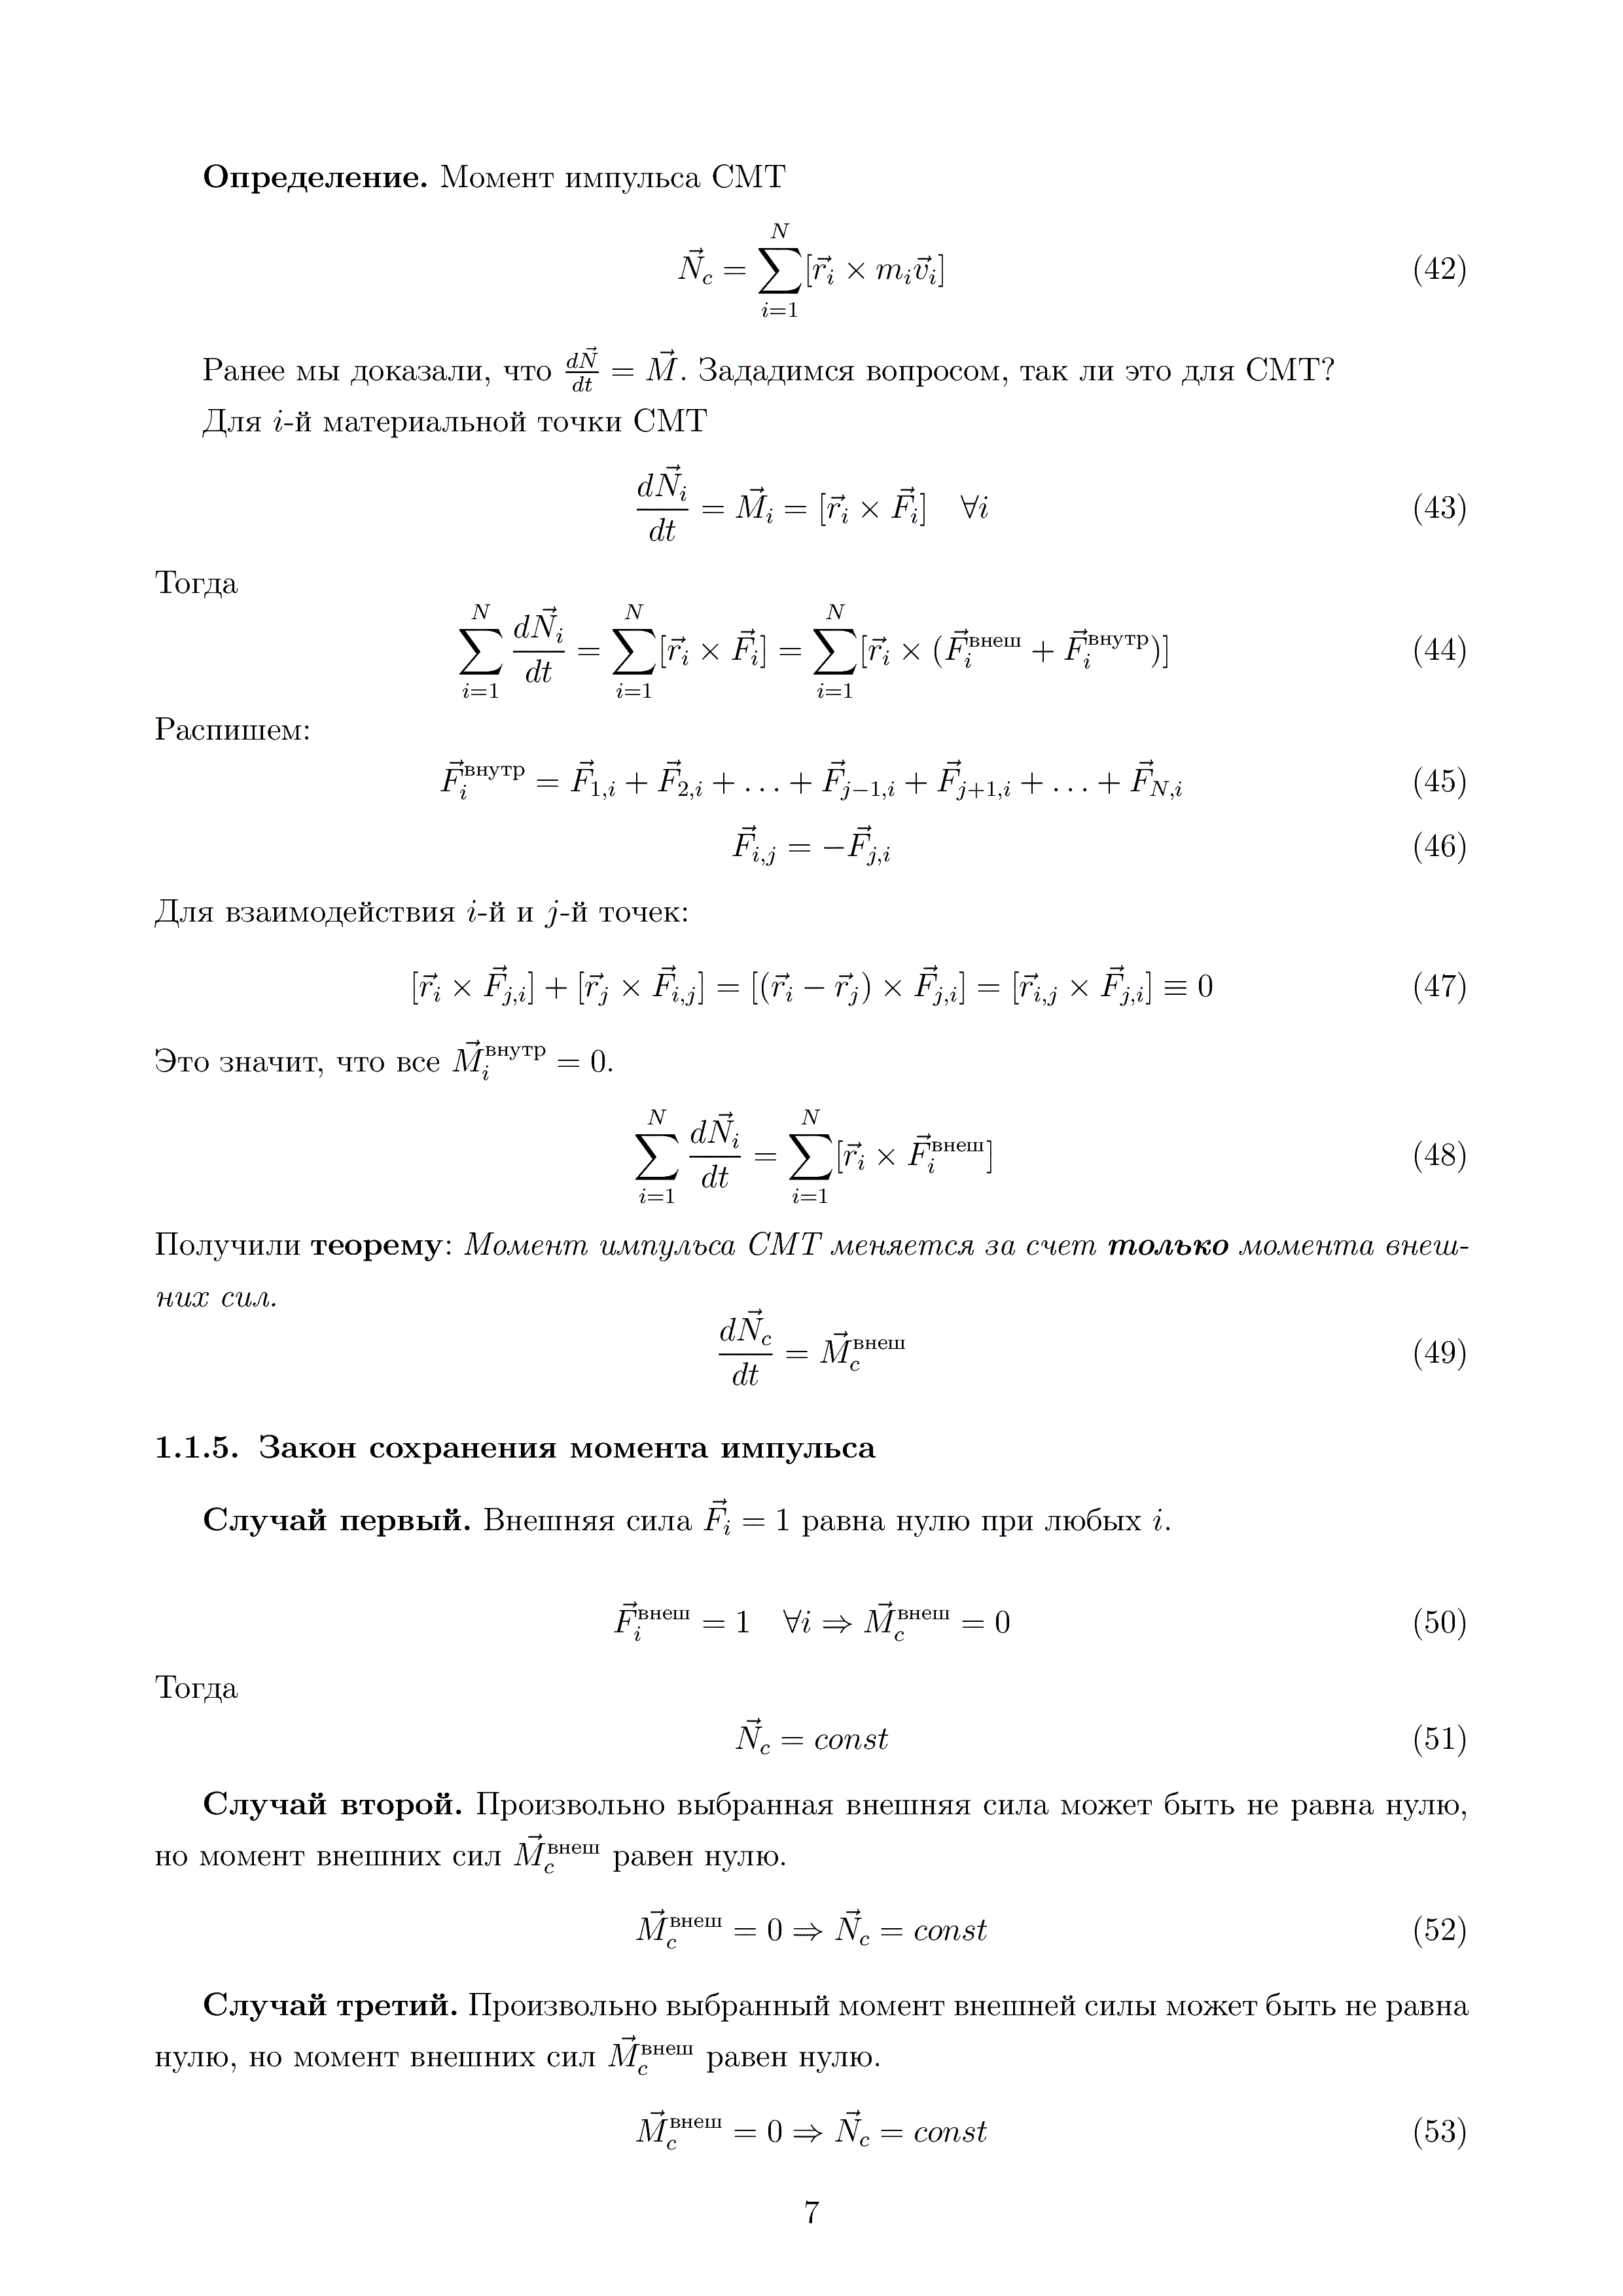 Определение. Момент импульса СМТ
$$\vec{N}_c = \sum_{i=1}^{N} [\vec{r}_i \times m_i \vec{v}_i] \quad (42)$$
Ранее мы доказали, что $\frac{d\vec{N}}{dt} = \vec{M}$. Зададимся вопросом, так ли это для СМТ?
Для $i$-й материальной точки СМТ
$$\frac{d\vec{N}_i}{dt} = \vec{M}_i = [\vec{r}_i \times \vec{F}_i] \quad \forall i \quad (43)$$
Тогда
$$\sum_{i=1}^{N} \frac{d\vec{N}_i}{dt} = \sum_{i=1}^{N} [\vec{r}_i \times \vec{F}_i] = \sum_{i=1}^{N} [\vec{r}_i \times (\vec{F}_i^{внеш} + \vec{F}_i^{внутр})] \quad (44)$$
Распишем:
$$\vec{F}_i^{внутр} = \vec{F}_{1,i} + \vec{F}_{2,i} + \ldots + \vec{F}_{j-1,i} + \vec{F}_{j+1,i} + \ldots + \vec{F}_{N,i} \quad (45)$$
$$\vec{F}_{i,j} = -\vec{F}_{j,i} \quad (46)$$
Для взаимодействия $i$-й и $j$-й точек:
$$[\vec{r}_i \times \vec{F}_{j,i}] + [\vec{r}_j \times \vec{F}_{i,j}] = [(\vec{r}_i - \vec{r}_j) \times \vec{F}_{j,i}] = [\vec{r}_{i,j} \times \vec{F}_{j,i}] \equiv 0 \quad (47)$$
Это значит, что все $\vec{M}_i^{внутр} = 0$.
$$\sum_{i=1}^{N} \frac{d\vec{N}_i}{dt} = \sum_{i=1}^{N} [\vec{r}_i \times \vec{F}_i^{внеш}] \quad (48)$$
Получили теорему: Момент импульса СМТ меняется за счет только момента внеш-
них сил.
$$\frac{d\vec{N}_c}{dt} = \vec{M}_c^{внеш} \quad (49)$$
1.1.5. Закон сохранения момента импульса
Случай первый. Внешняя сила $\vec{F}_i = 1$ равна нулю при любых $i$.
$$\vec{F}_i^{внеш} = 1 \quad \forall i \Rightarrow \vec{M}_c^{внеш} = 0 \quad (50)$$
Тогда
$$\vec{N}_c = const \quad (51)$$
Случай второй. Произвольно выбранная внешняя сила может быть не равна нулю,
но момент внешних сил $\vec{M}_c^{внеш}$ равен нулю.
$$\vec{M}_c^{внеш} = 0 \Rightarrow \vec{N}_c = const \quad (52)$$
Случай третий. Произвольно выбранный момент внешней силы может быть не равна
нулю, но момент внешних сил $\vec{M}_c^{внеш}$ равен нулю.
$$\vec{M}_c^{внеш} = 0 \Rightarrow \vec{N}_c = const \quad (53)$$
7